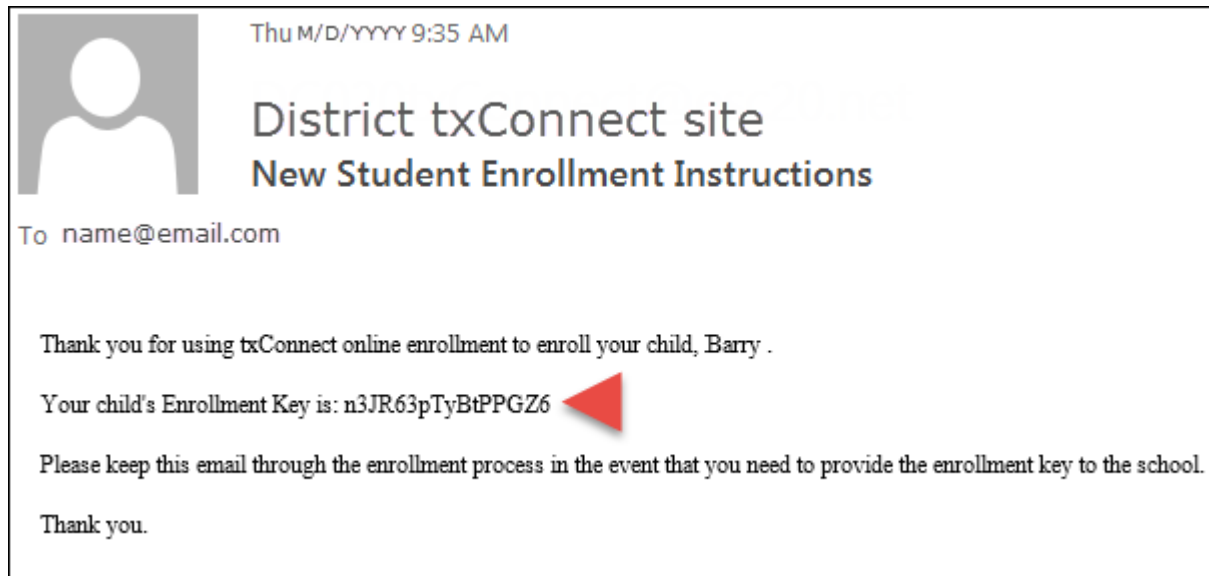 Thu M/D/YYYY 9:35 AM
District txConnect site
New Student Enrollment Instructions
To name@email.com
Thank you for using txConnect online enrollment to enroll your child, Barry .
Your child's Enrollment Key is: n3JR63pTyBtPPGZ6
Please keep this email through the enrollment process in the event that you need to provide the enrollment key to the school.
Thank you.